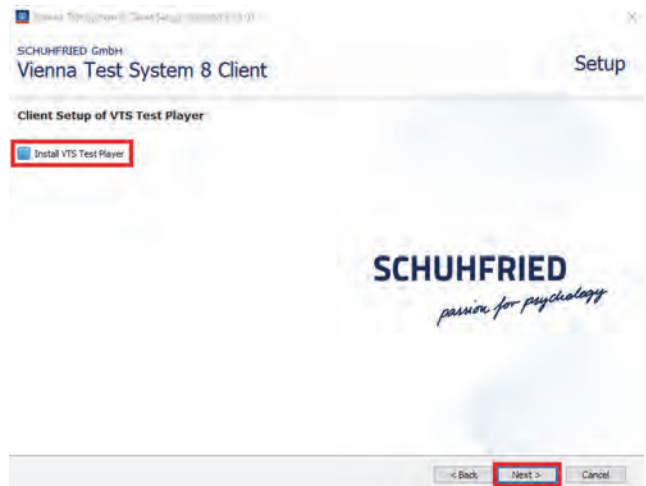 SCHUHFRIED GmbH
Vienna Test System 8 Client
Setup
Client Setup of VTS Test Player
Install VTS Test Player
SCHUHFRIED
passion for psychology
< Back
Next >
Cancel